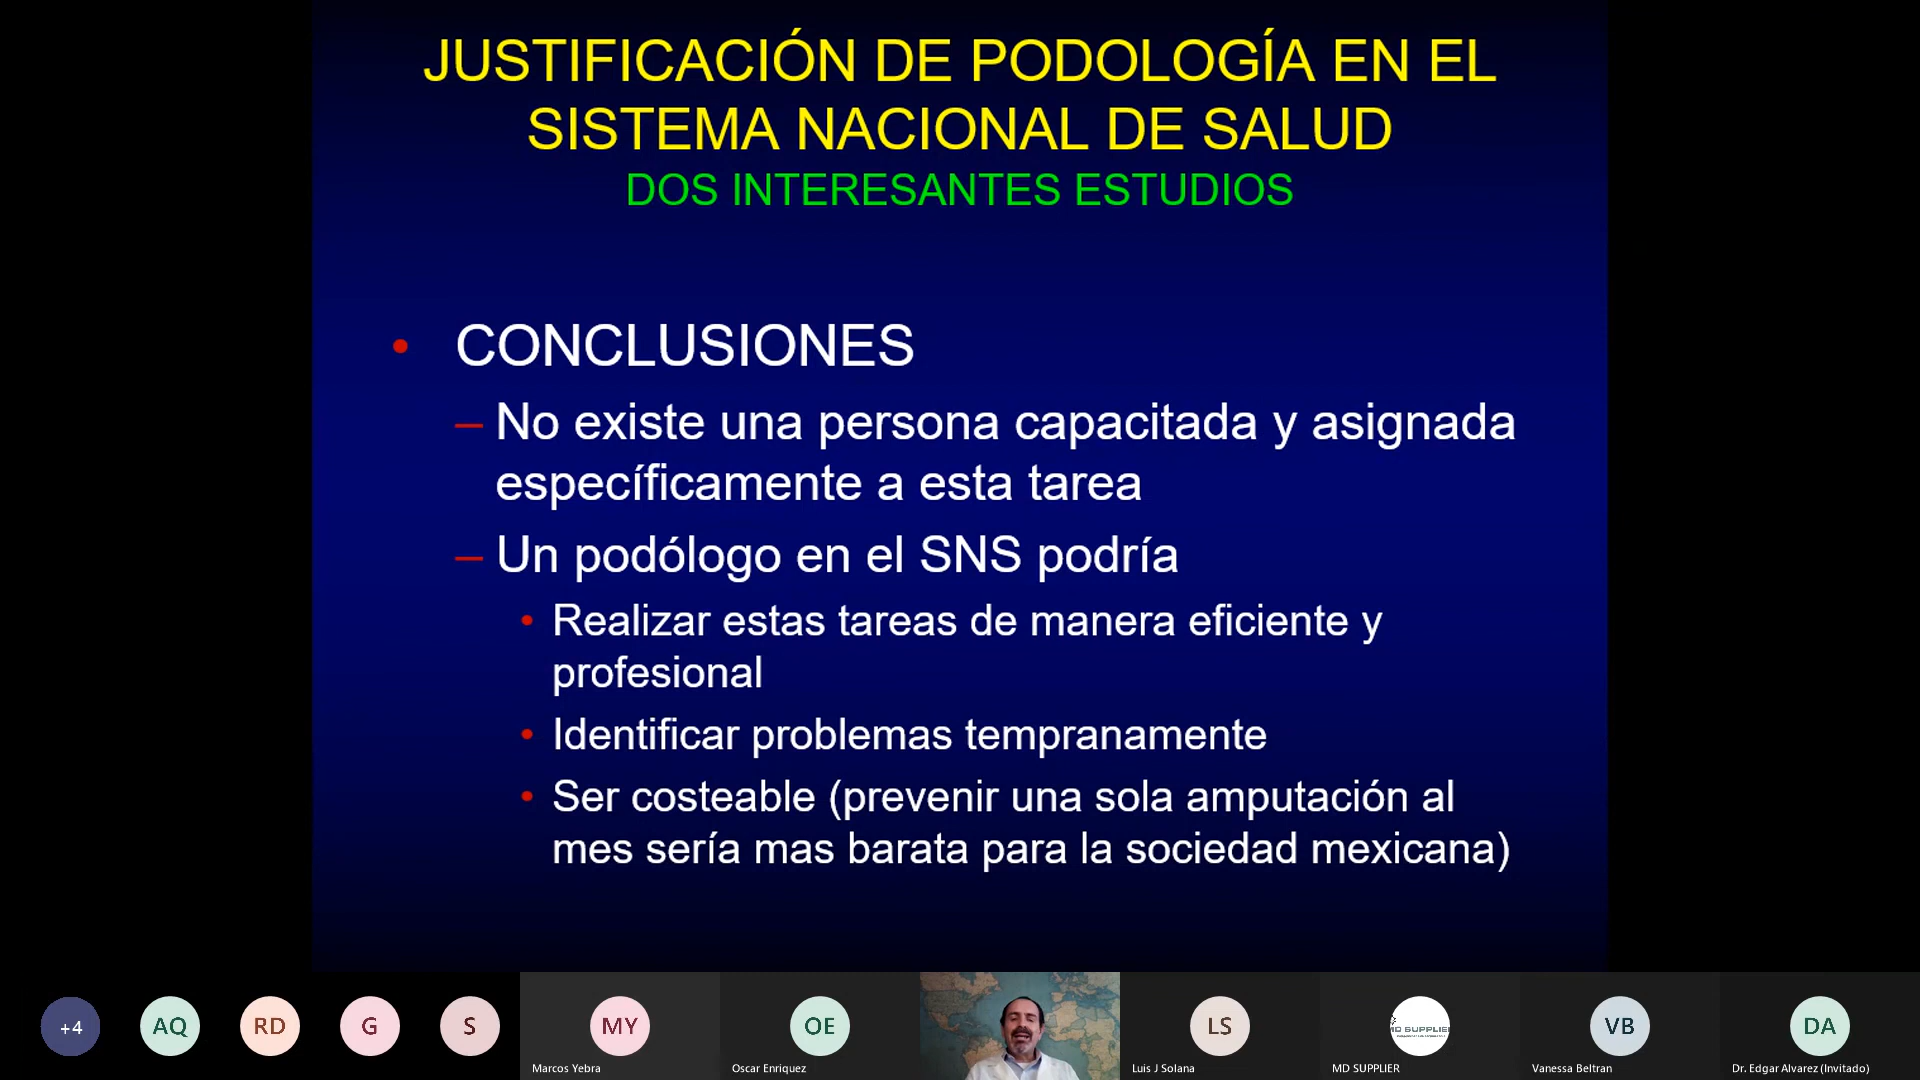 JUSTIFICACIÓN DE PODOLOGÍA EN EL
SISTEMA NACIONAL DE SALUD
DOS INTERESANTES ESTUDIOS
• CONCLUSIONES
– No existe una persona capacitada y asignada
específicamente a esta tarea
– Un podólogo en el SNS podría
• Realizar estas tareas de manera eficiente y
profesional
• Identificar problemas tempranamente
• Ser costeable (prevenir una sola amputación al
mes sería mas barata para la sociedad mexicana)
+4
AQ
RD
G
S
MY
Marcos Yebra
OE
Oscar Enriquez
LS
Luis J Solana
MD SUPPLIER
MD SUPPLIER
VB
Vanessa Beltran
DA
Dr. Edgar Alvarez (Invitado)